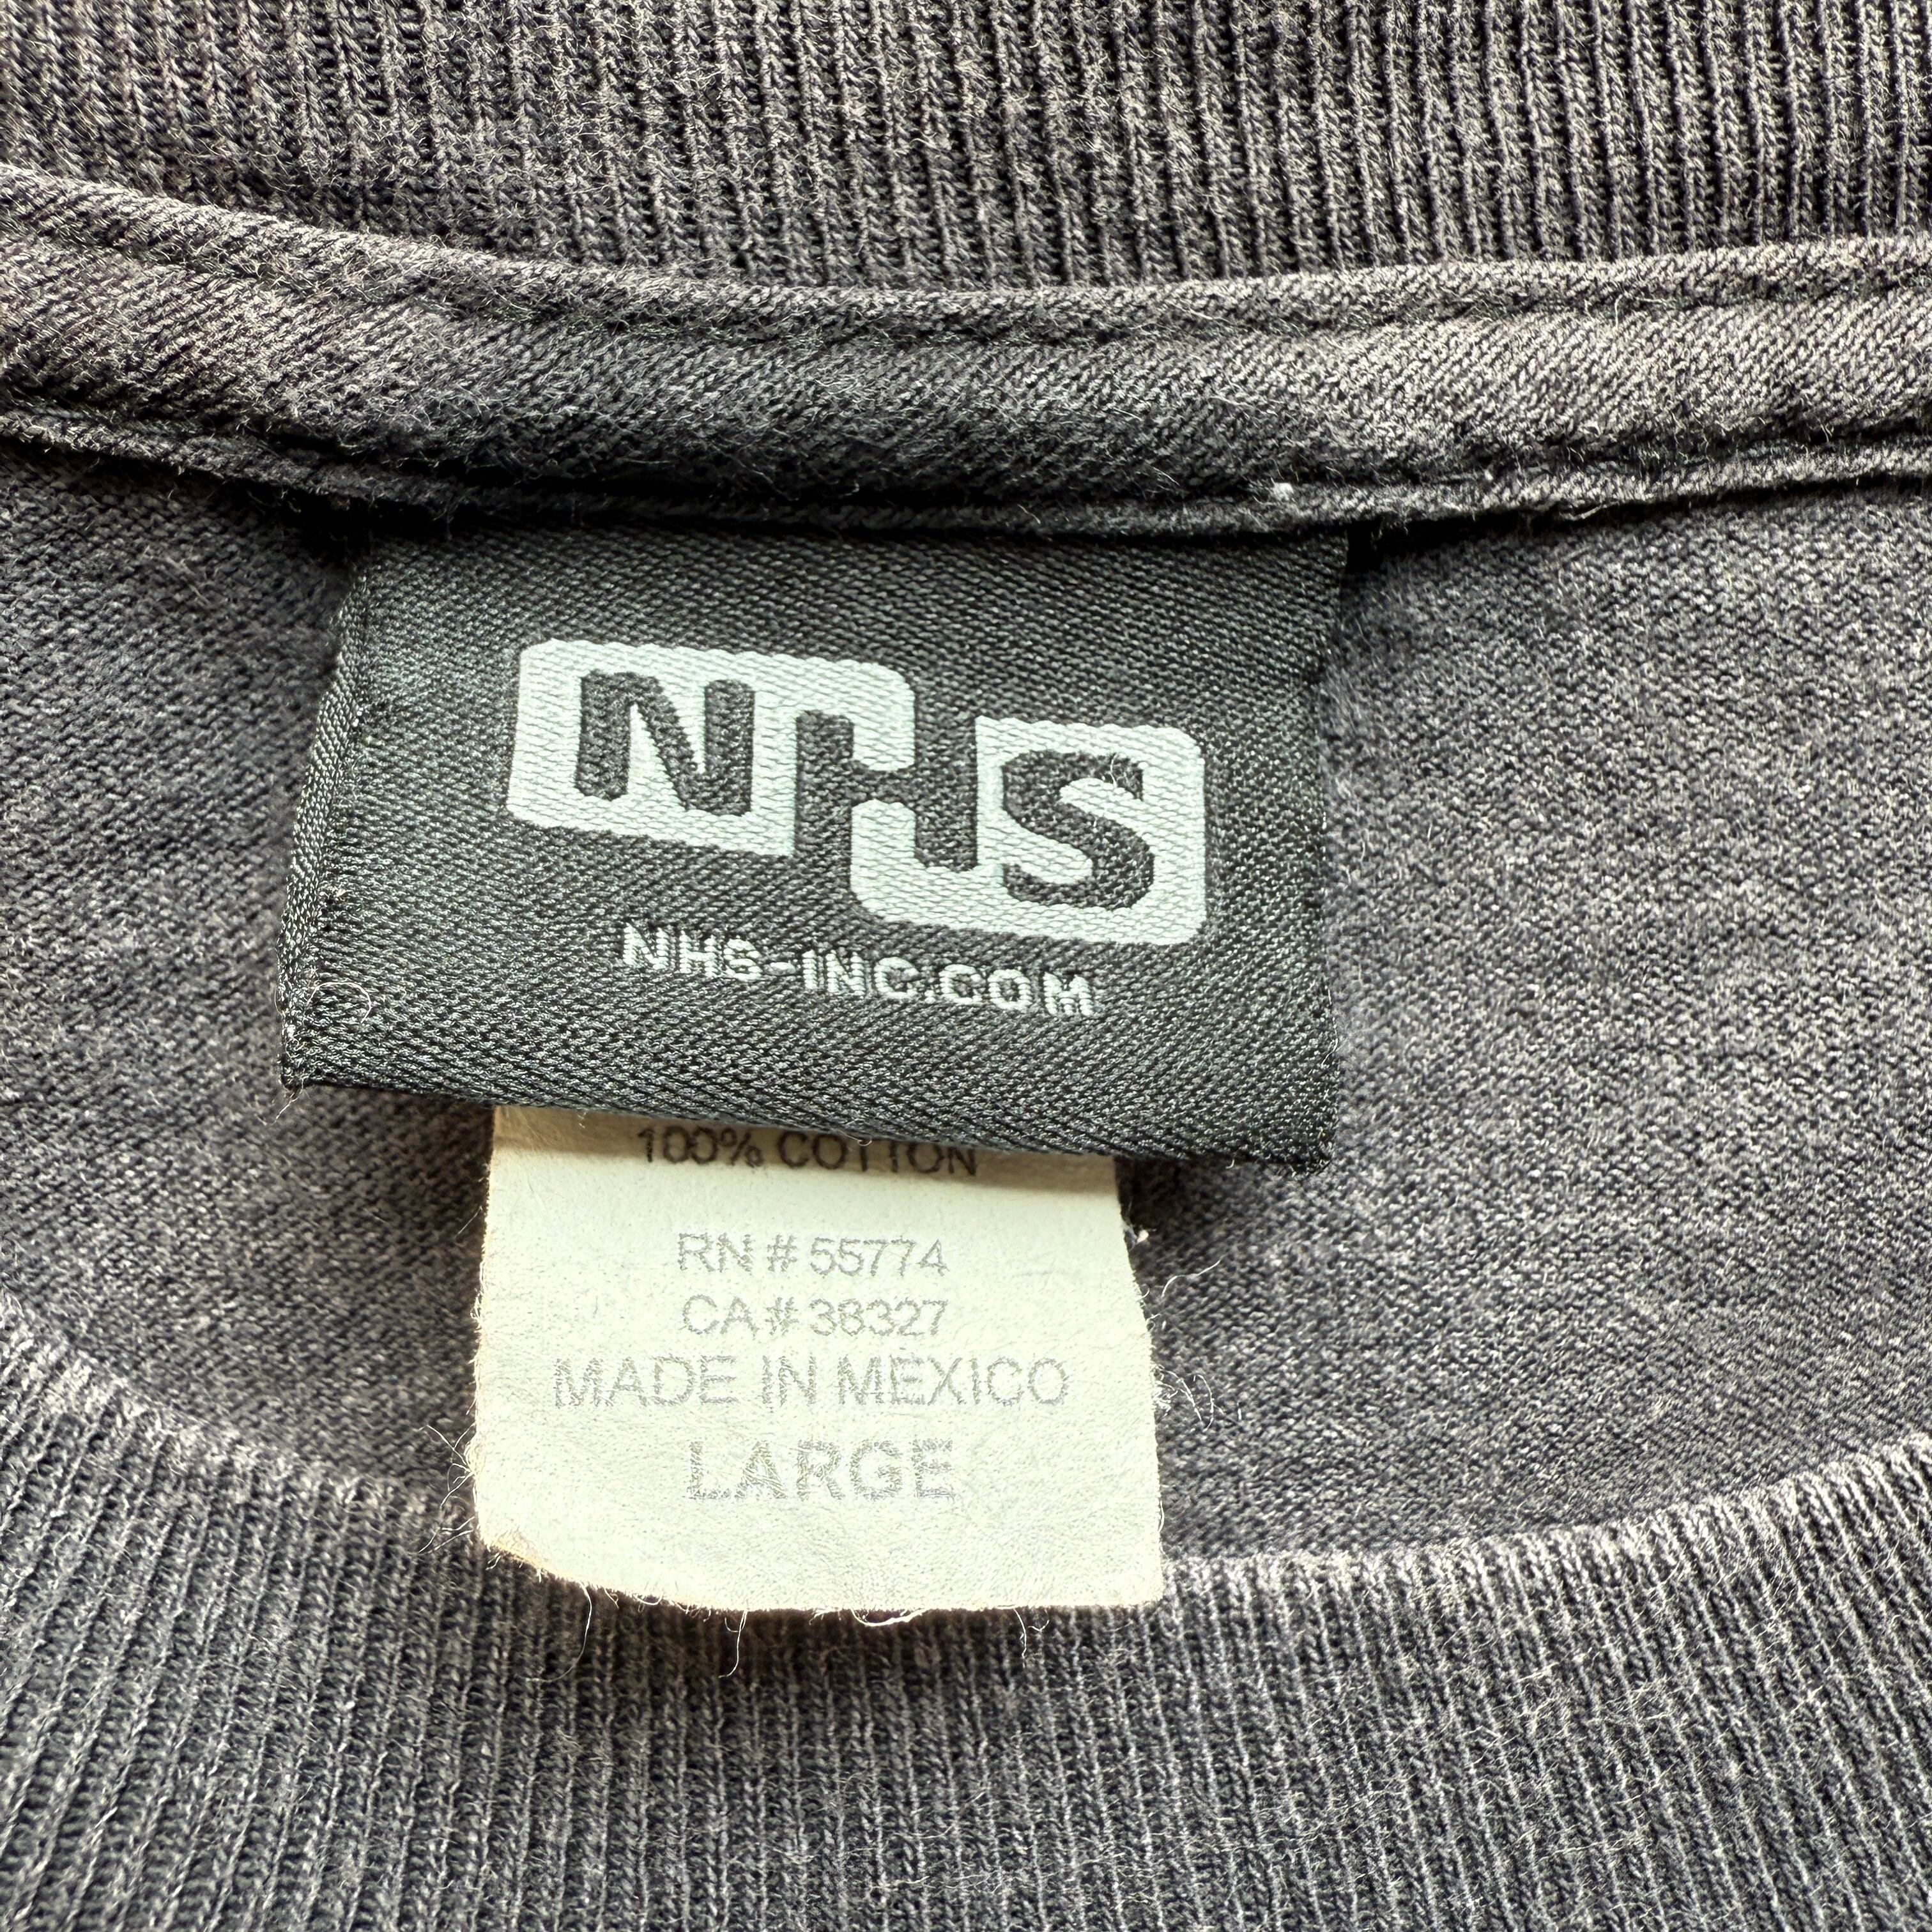 NHS
NHS-INC.COM
100% COTTON
RN # 55774
CA # 38327
MADE IN MEXICO
LARGE